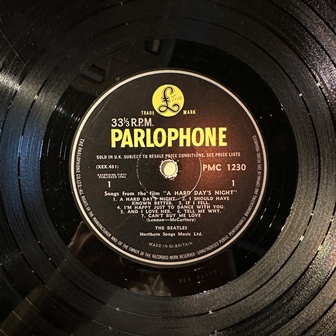 £
TRADE MARK
33⅓ R.P.M.
PARLOPHONE
SOLD IN U.K. SUBJECT TO RESALE PRICE CONDITIONS, SEE PRICE LISTS
(XEX.481)
PMC 1230
1
Songs from the film "A HARD DAY'S NIGHT"
1. A HARD DAY'S NIGHT. 2. I SHOULD HAVE
KNOWN BETTER. 3. IF I FELL.
4. I'M HAPPY JUST TO DANCE WITH YOU.
5. AND I LOVE HER. 6. TELL ME WHY.
7. CAN'T BUY ME LOVE
(Lennon—McCartney)
THE BEATLES
Northern Songs Music Ltd.
MADE IN GT. BRITAIN